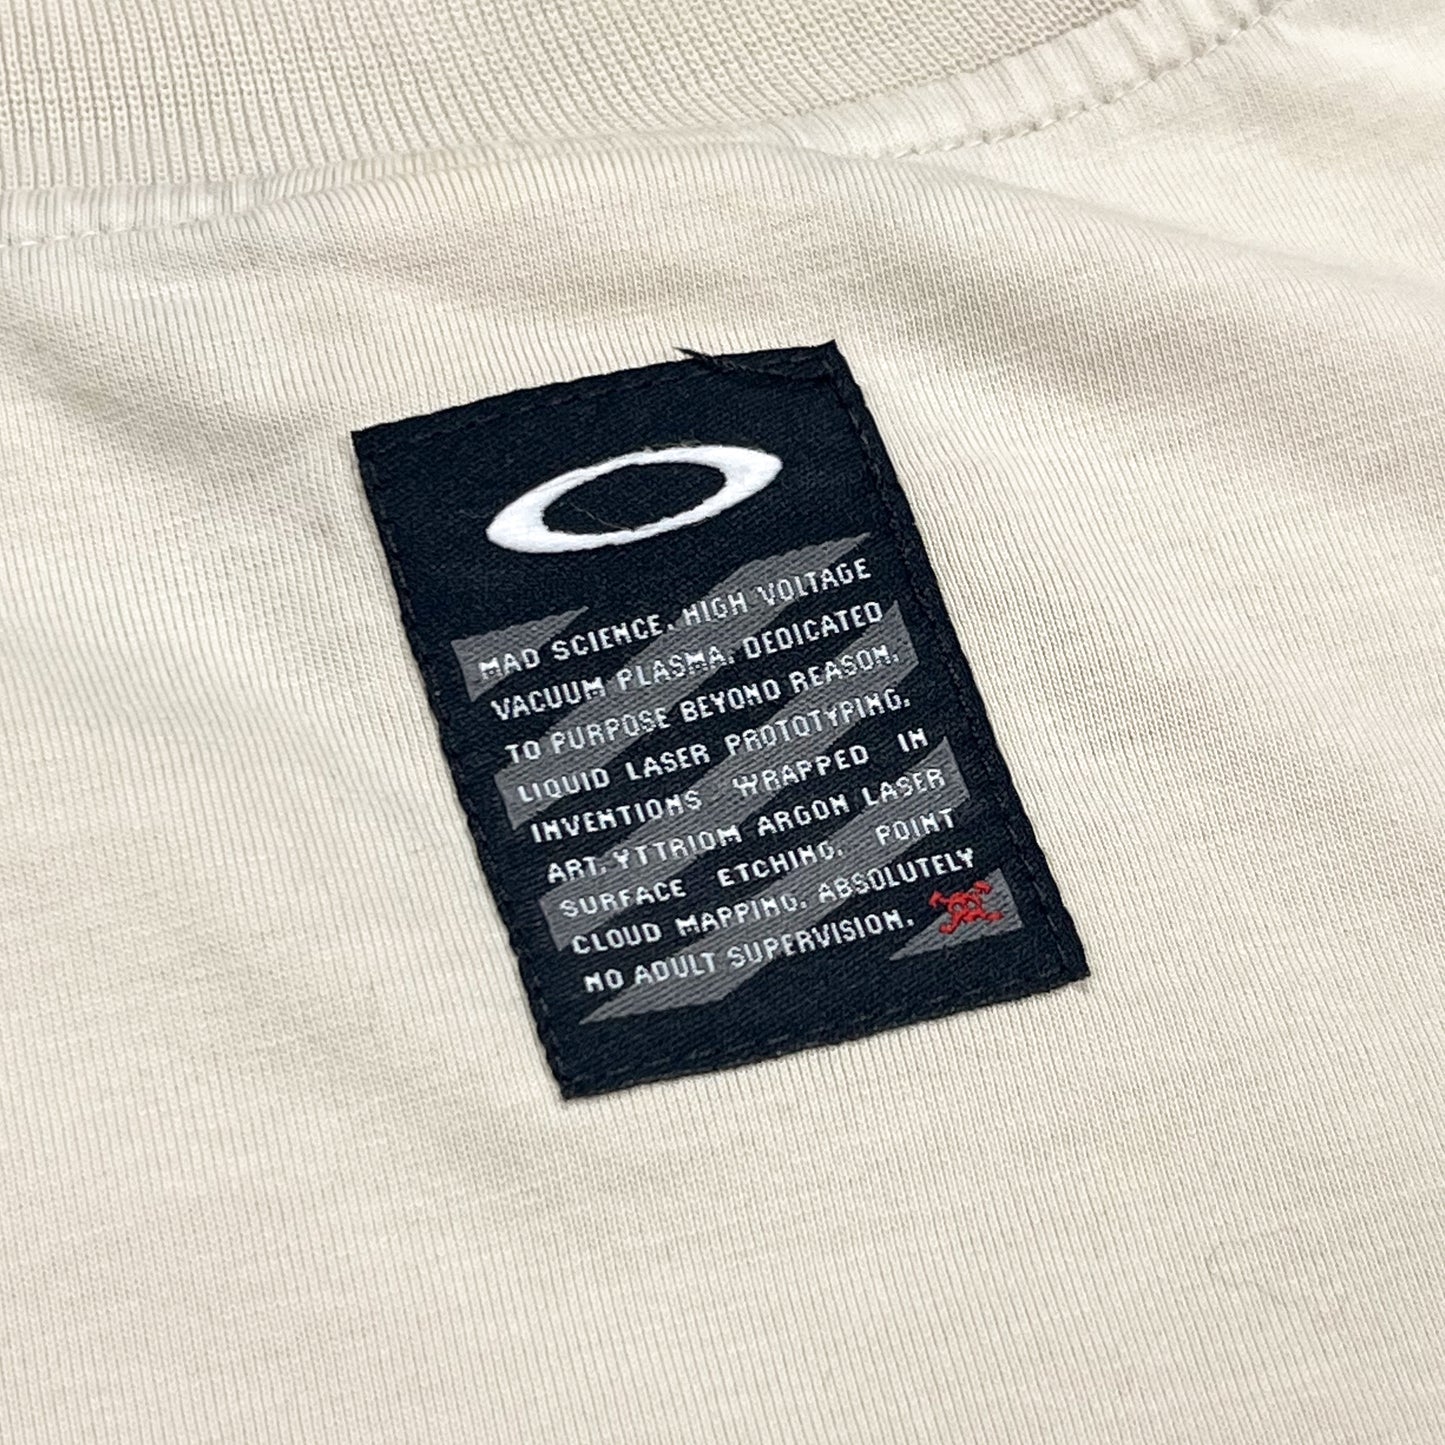 MAD SCIENCE. HIGH VOLTAGE
VACUUM PLASMA. DEDICATED
TO PURPOSE BEYOND REASON.
LIQUID LASER PROTOTYPING.
INVENTIONS WRAPPED IN
ART. YTTRIOM ARGON LASER
SURFACE ETCHING. POINT
CLOUD MAPPING. ABSOLUTELY
NO ADULT SUPERVISION.